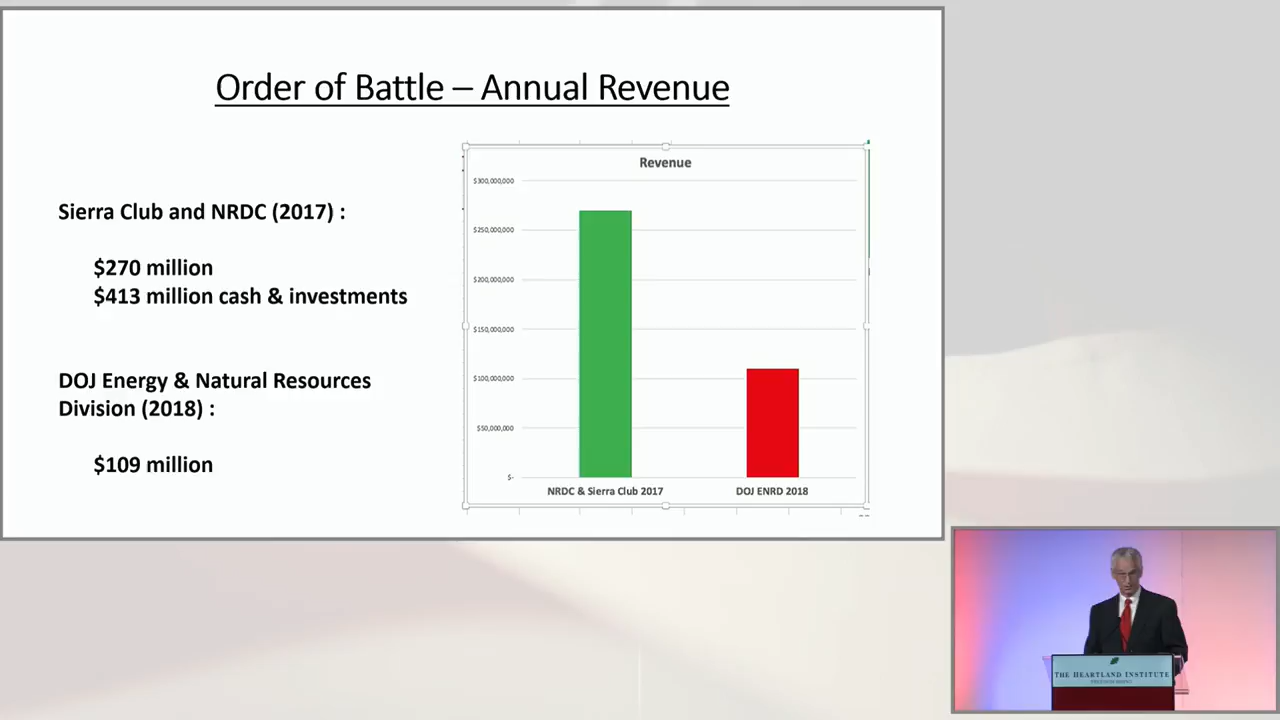 Order of Battle – Annual Revenue
Sierra Club and NRDC (2017) :
$270 million
$413 million cash & investments
DOJ Energy & Natural Resources
Division (2018) :
$109 million
Revenue
$300,000,000
$250,000,000
$200,000,000
$150,000,000
$100,000,000
$50,000,000
$-
NRDC & Sierra Club 2017
DOJ ENRD 2018
THE HEARTLAND INSTITUTE